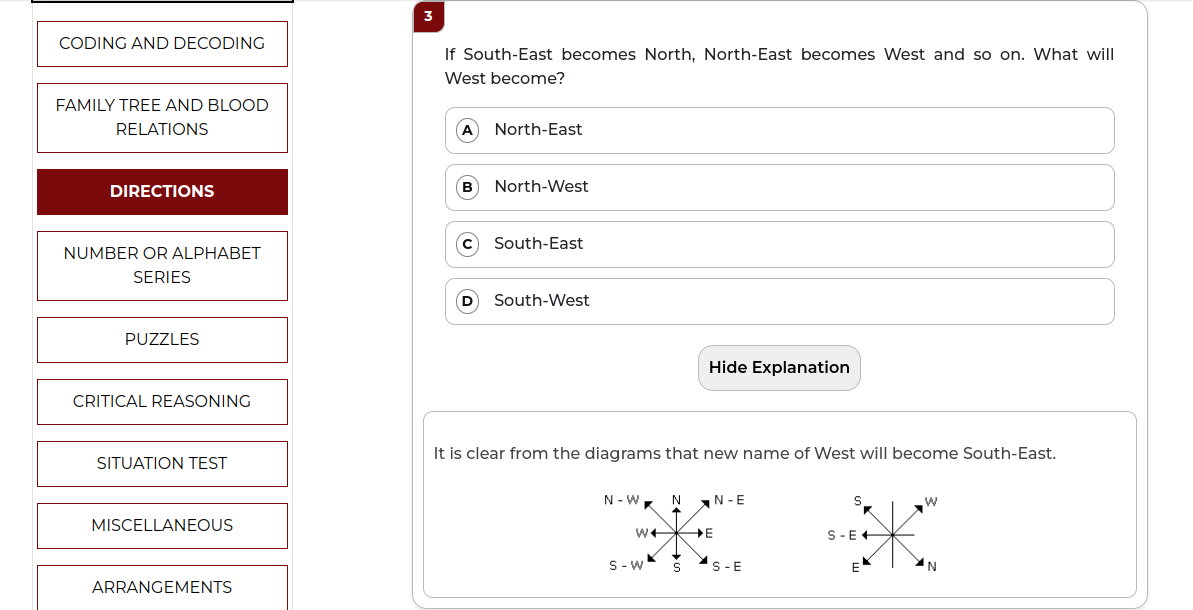 CODING AND DECODING
FAMILY TREE AND BLOOD
RELATIONS
DIRECTIONS
NUMBER OR ALPHABET
SERIES
PUZZLES
CRITICAL REASONING
SITUATION TEST
MISCELLANEOUS
ARRANGEMENTS
3
If South-East becomes North, North-East becomes West and so on. What will
West become?
A North-East
B North-West
C South-East
D South-West
Hide Explanation
It is clear from the diagrams that new name of West will become South-East.
N - W N N - E
W E
S - W S S - E
S W
S - E
E N